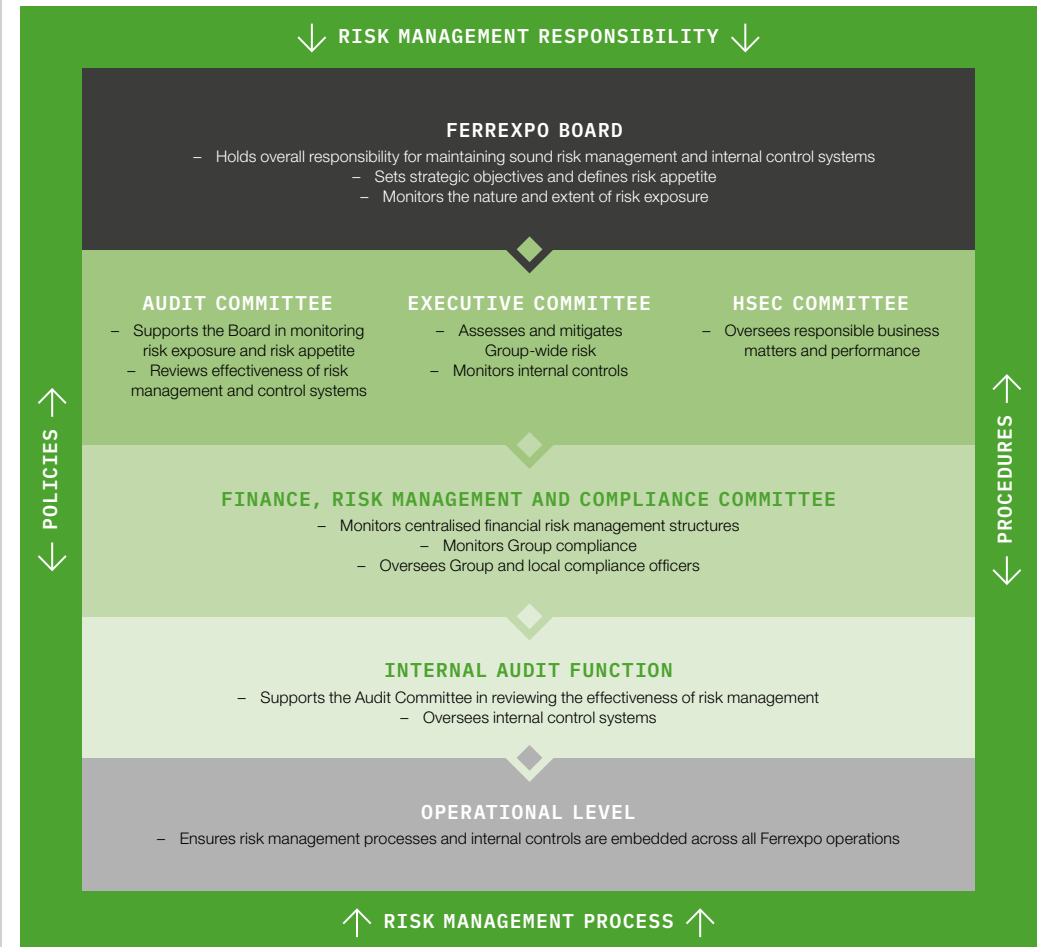 RISK MANAGEMENT RESPONSIBILITY
FERREXPO BOARD
– Holds overall responsibility for maintaining sound risk management and internal control systems
– Sets strategic objectives and defines risk appetite
– Monitors the nature and extent of risk exposure
AUDIT COMMITTEE
– Supports the Board in monitoring
risk exposure and risk appetite
– Reviews effectiveness of risk
management and control systems
EXECUTIVE COMMITTEE
– Assesses and mitigates
Group-wide risk
– Monitors internal controls
HSEC COMMITTEE
– Oversees responsible business
matters and performance
POLICIES
PROCEDURES
FINANCE, RISK MANAGEMENT AND COMPLIANCE COMMITTEE
– Monitors centralised financial risk management structures
– Monitors Group compliance
– Oversees Group and local compliance officers
INTERNAL AUDIT FUNCTION
– Supports the Audit Committee in reviewing the effectiveness of risk management
– Oversees internal control systems
OPERATIONAL LEVEL
– Ensures risk management processes and internal controls are embedded across all Ferrexpo operations
RISK MANAGEMENT PROCESS